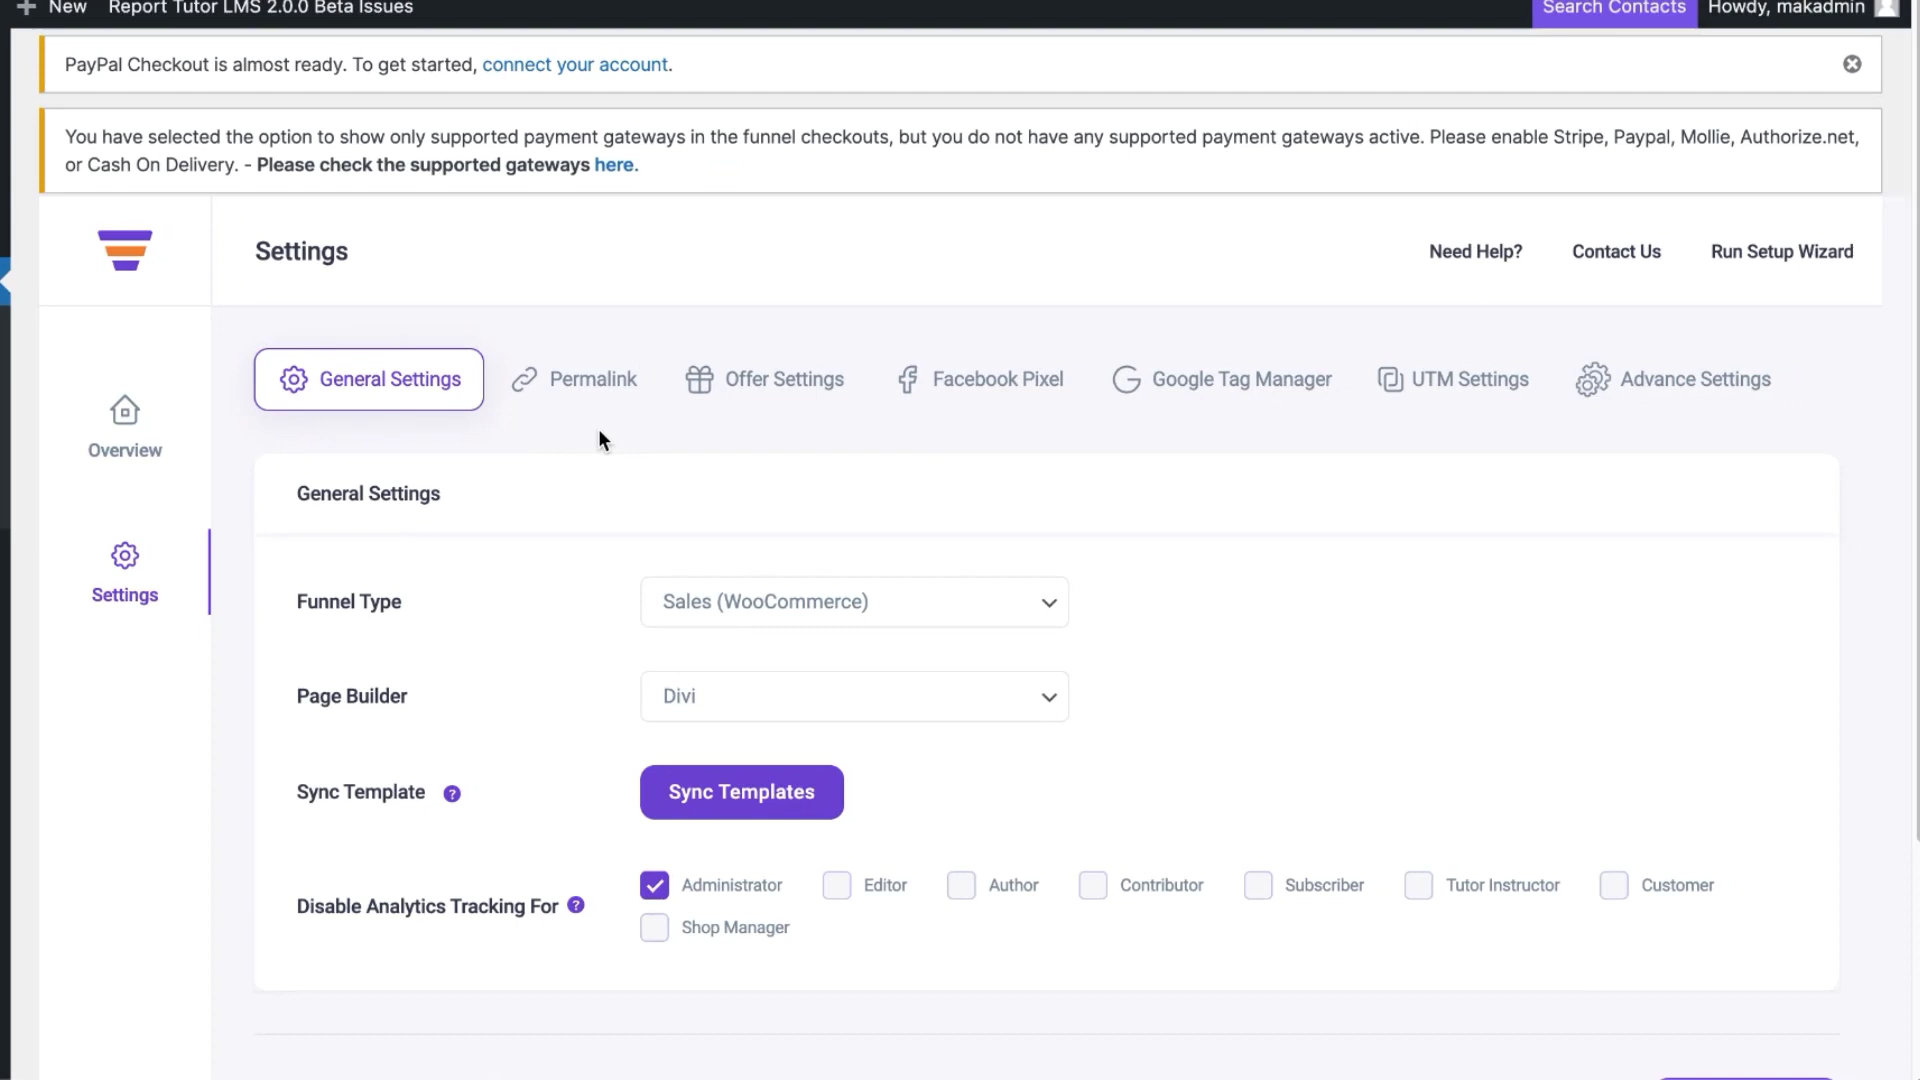 New Report Tutor LMS 2.0.0 Beta Issues Search Contacts Howdy, makadmin
PayPal Checkout is almost ready. To get started, connect your account.
You have selected the option to show only supported payment gateways in the funnel checkouts, but you do not have any supported payment gateways active. Please enable Stripe, Paypal, Mollie, Authorize.net,
or Cash On Delivery. - Please check the supported gateways here.
Settings Need Help? Contact Us Run Setup Wizard
General Settings Permalink Offer Settings Facebook Pixel Google Tag Manager UTM Settings Advance Settings
Overview
Settings
General Settings
Funnel Type Sales (WooCommerce)
Page Builder Divi
Sync Template ? Sync Templates
Disable Analytics Tracking For ?
Administrator Editor Author Contributor Subscriber Tutor Instructor Customer
Shop Manager